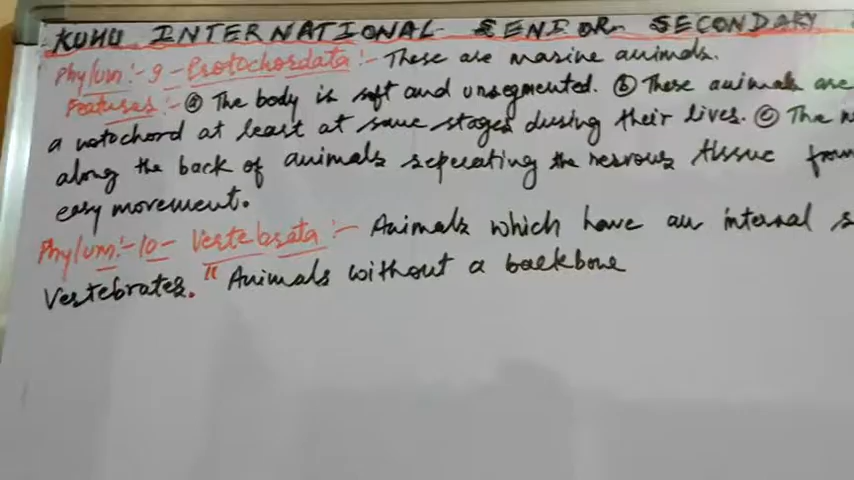 KUHU INTERNATIONAL SENIOR SECONDARY
Phylum:-9-Protochordata:- These are marine animals.
Features:- ⓐ The body is soft and unsegmented. ⓑ These animals are
a notochord at least at some stages during their lives. ⓒ The
along the back of animals seperating the nervous tissue from
easy movement.
Phylum:-10- Vertebrata:- Animals which have an internal
Vertebrates. "Animals without a backbone